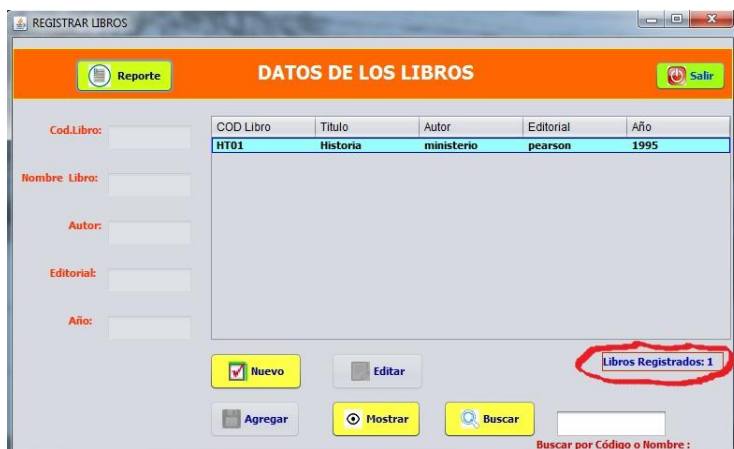 REGISTRAR LIBROS
Reporte
DATOS DE LOS LIBROS
Salir
Cod.Libro:
Nombre Libro:
Autor:
Editorial:
Año:
COD Libro Titulo Autor Editorial Año
HT01 Historia ministerio pearson 1995
Libros Registrados: 1
Nuevo
Editar
Agregar
Mostrar
Buscar
Buscar por Código o Nombre :